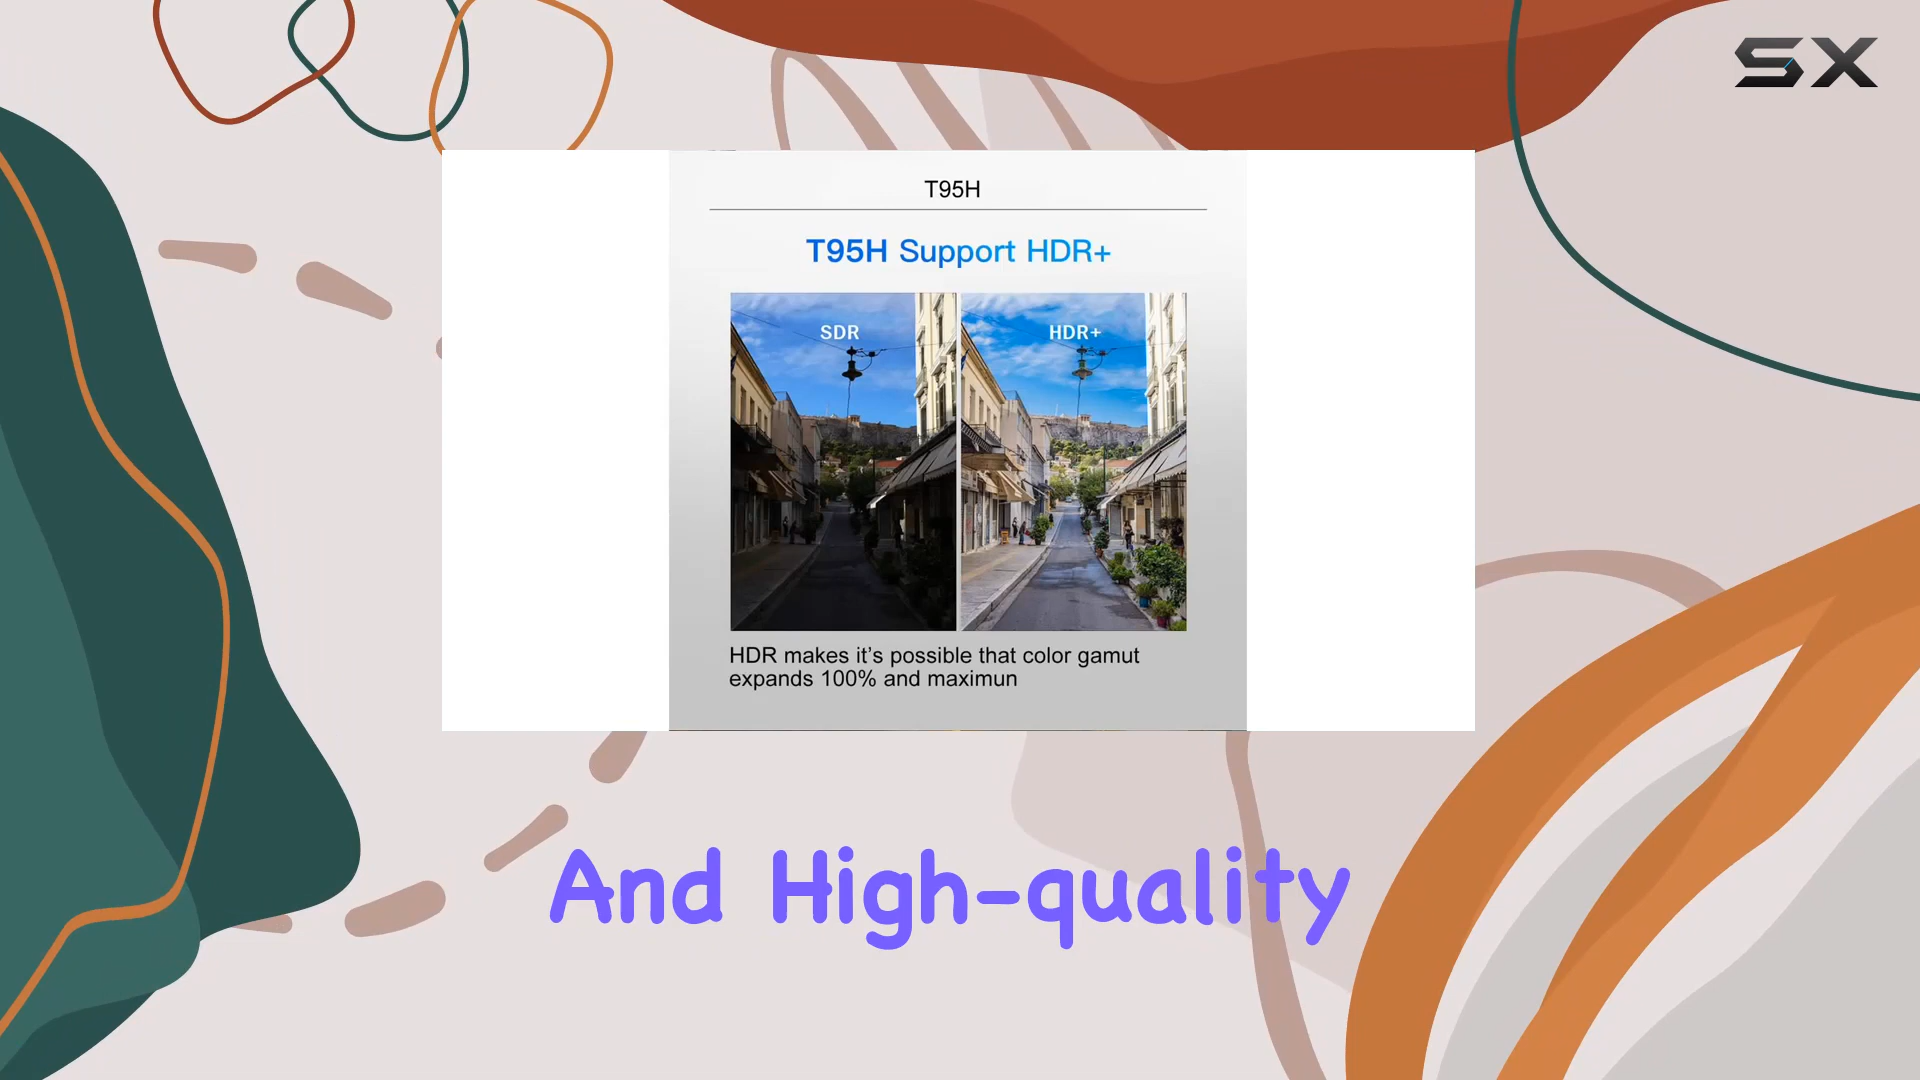 SX
T95H
T95H Support HDR+
SDR
HDR+
HDR makes it’s possible that color gamut
expands 100% and maximun
And High-quality